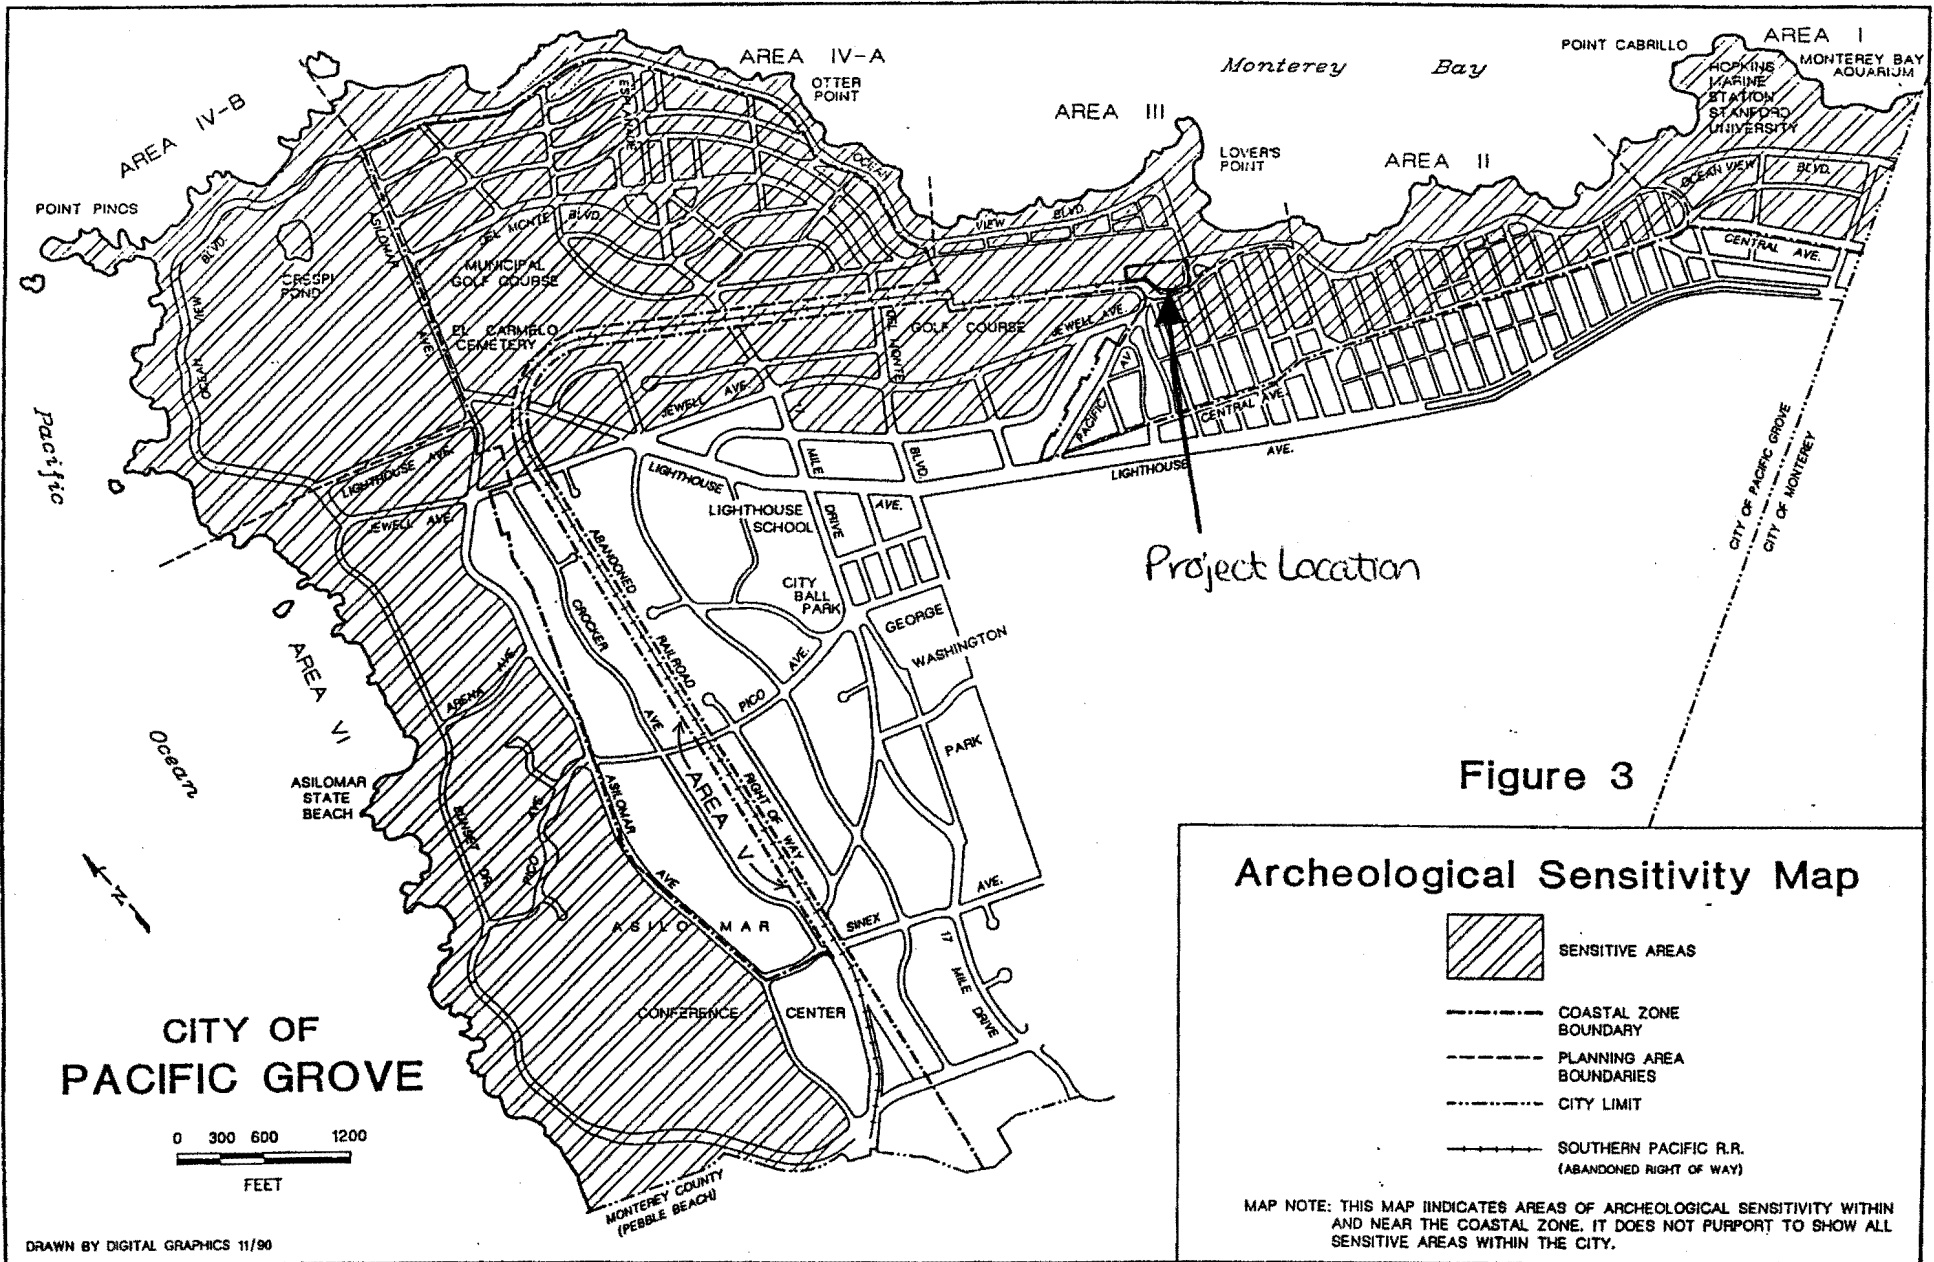 AREA IV-A
OTTER
POINT
Monterey Bay
POINT CABRILLO
AREA I
MONTEREY BAY
AQUARIUM
HOPKINS
MARINE
STATION
STANFORD
UNIVERSITY
AREA IV-B
AREA III
LOVER'S
POINT
AREA II
ESPLANADE
OCEAN
VIEW
BLVD.
OCEAN VIEW
BLVD.
POINT PINOS
BLVD.
VIEW
OCEAN
CRESPI
POND
ASILOMAR
AVE.
DEL MONTE
BLVD.
MUNICIPAL
GOLF COURSE
EL CARMELO
CEMETERY
GOLF COURSE
DEL MONTE
BLVD.
JEWELL AVE.
JEWELL AVE.
PACIFIC
AV
CENTRAL AVE.
CENTRAL AVE.
LIGHTHOUSE
AVE.
CITY OF PACIFIC GROVE
CITY OF MONTEREY
Pacific
Ocean
LIGHTHOUSE AVE.
JEWELL AVE.
LIGHTHOUSE
AVE.
LIGHTHOUSE
SCHOOL
17
MILE
DRIVE
Project Location
CITY
BALL
PARK
GEORGE
WASHINGTON
PARK
ABANDONED
RAILROAD
RIGHT OF WAY
CROCKER
AVE
PICO
AVE.
AREA V
AREA VI
ARENA AVE.
ASILOMAR
STATE
BEACH
SUNSET
DR.
PICO
AVE.
ASILOMAR
AVE
SINEX
AVE.
17
MILE
DRIVE
ASILOMAR
CONFERENCE
CENTER
Figure 3
N
CITY OF
PACIFIC GROVE
0 300 600 1200
FEET
MONTEREY COUNTY
(PEBBLE BEACH)
DRAWN BY DIGITAL GRAPHICS 11/90
Archeological Sensitivity Map
SENSITIVE AREAS
COASTAL ZONE
BOUNDARY
PLANNING AREA
BOUNDARIES
CITY LIMIT
SOUTHERN PACIFIC R.R.
(ABANDONED RIGHT OF WAY)
MAP NOTE: THIS MAP IINDICATES AREAS OF ARCHEOLOGICAL SENSITIVITY WITHIN
AND NEAR THE COASTAL ZONE. IT DOES NOT PURPORT TO SHOW ALL
SENSITIVE AREAS WITHIN THE CITY.